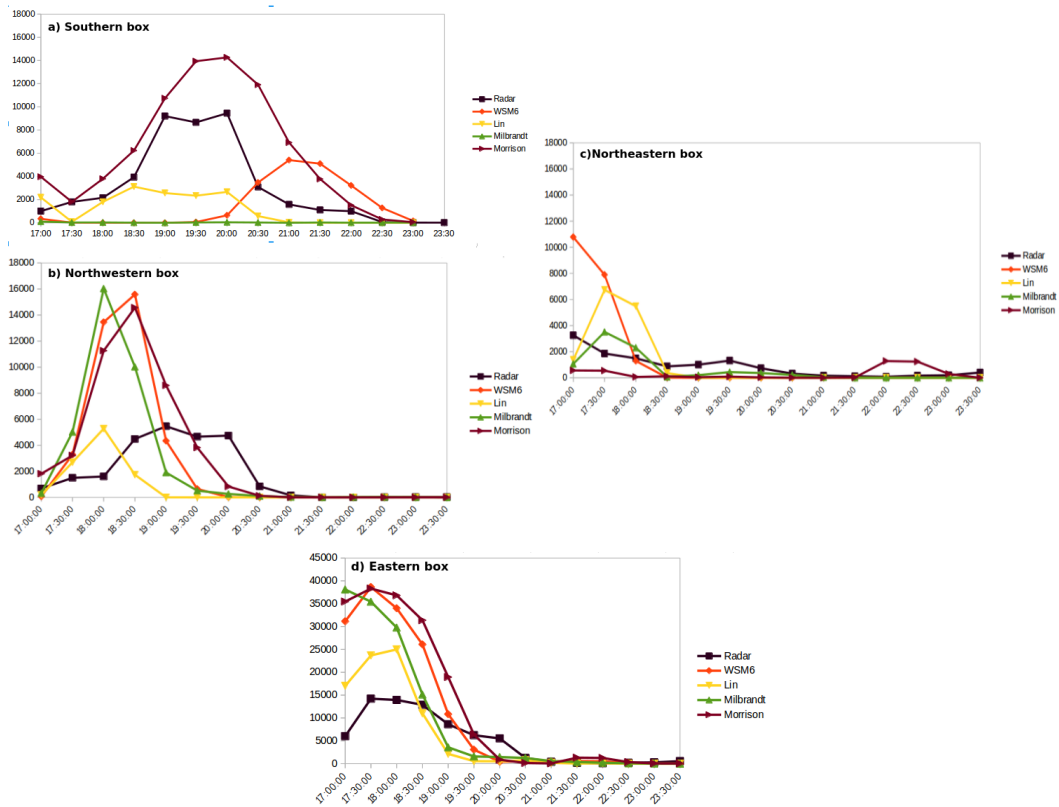 a) Southern box
18000
16000
14000
12000
10000
8000
6000
4000
2000
0
17:00 17:30 18:00 18:30 19:00 19:30 20:00 20:30 21:00 21:30 22:00 22:30 23:00 23:30
Radar
WSM6
Lin
Milbrandt
Morrison
b) Northwestern box
18000
16000
14000
12000
10000
8000
6000
4000
2000
0
17:00:00 17:30:00 18:00:00 18:30:00 19:00:00 19:30:00 20:00:00 20:30:00 21:00:00 21:30:00 22:00:00 22:30:00 23:00:00 23:30:00
Radar
WSM6
Lin
Milbrandt
Morrison
c)Northeastern box
18000
16000
14000
12000
10000
8000
6000
4000
2000
0
17:00:00 17:30:00 18:00:00 18:30:00 19:00:00 19:30:00 20:00:00 20:30:00 21:00:00 21:30:00 22:00:00 22:30:00 23:00:00 23:30:00
Radar
WSM6
Lin
Milbrandt
Morrison
d) Eastern box
45000
40000
35000
30000
25000
20000
15000
10000
5000
0
17:00:00 17:30:00 18:00:00 18:30:00 19:00:00 19:30:00 20:00:00 20:30:00 21:00:00 21:30:00 22:00:00 22:30:00 23:00:00 23:30:00
Radar
WSM6
Lin
Milbrandt
Morrison